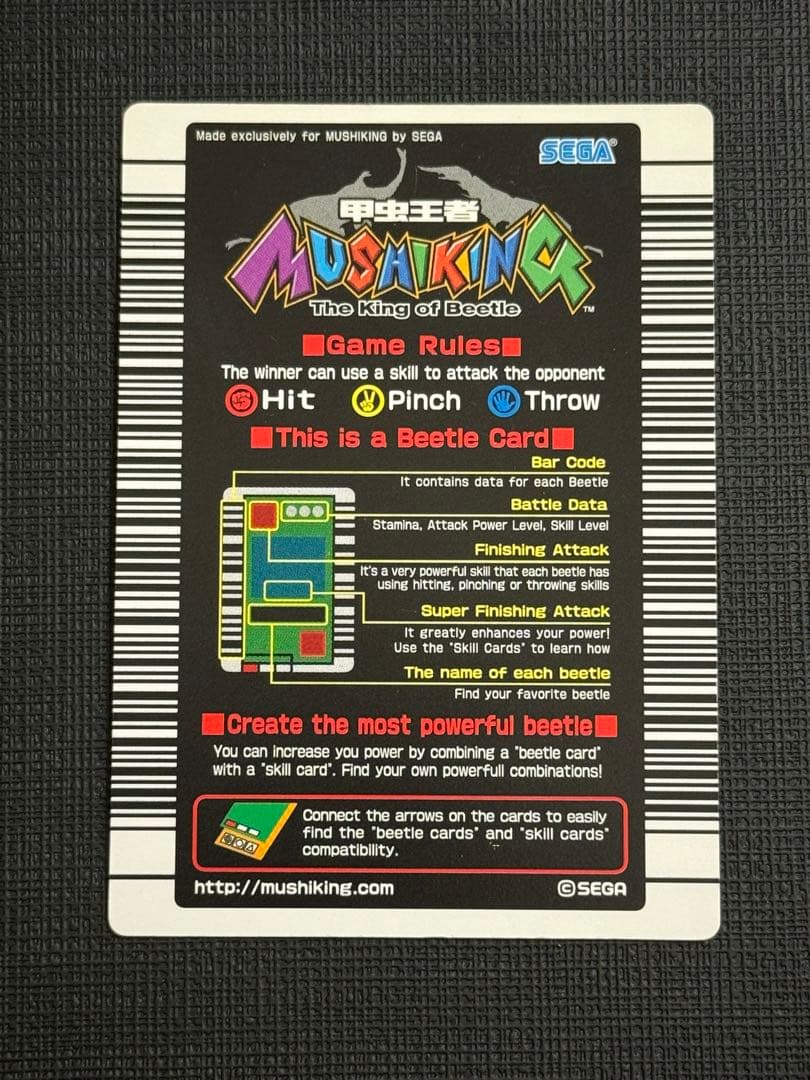 Made exclusively for MUSHIKING by SEGA
SEGA®
甲虫王者
MUSHIKING
The King of Beetle
™
■Game Rules■
The winner can use a skill to attack the opponent
Hit Pinch Throw
■This is a Beetle Card■
Bar Code
It contains data for each Beetle
Battle Data
Stamina, Attack Power Level, Skill Level
Finishing Attack
It's a very powerful skill that each beetle has
using hitting, pinching or throwing skills
Super Finishing Attack
It greatly enhances your power!
Use the "Skill Cards" to learn how
The name of each beetle
Find your favorite beetle
■Create the most powerful beetle■
You can increase you power by combining a "beetle card"
with a "skill card". Find your own powerfull combinations!
Connect the arrows on the cards to easily
find the "beetle cards" and "skill cards"
compatibility.
http://mushiking.com
©SEGA